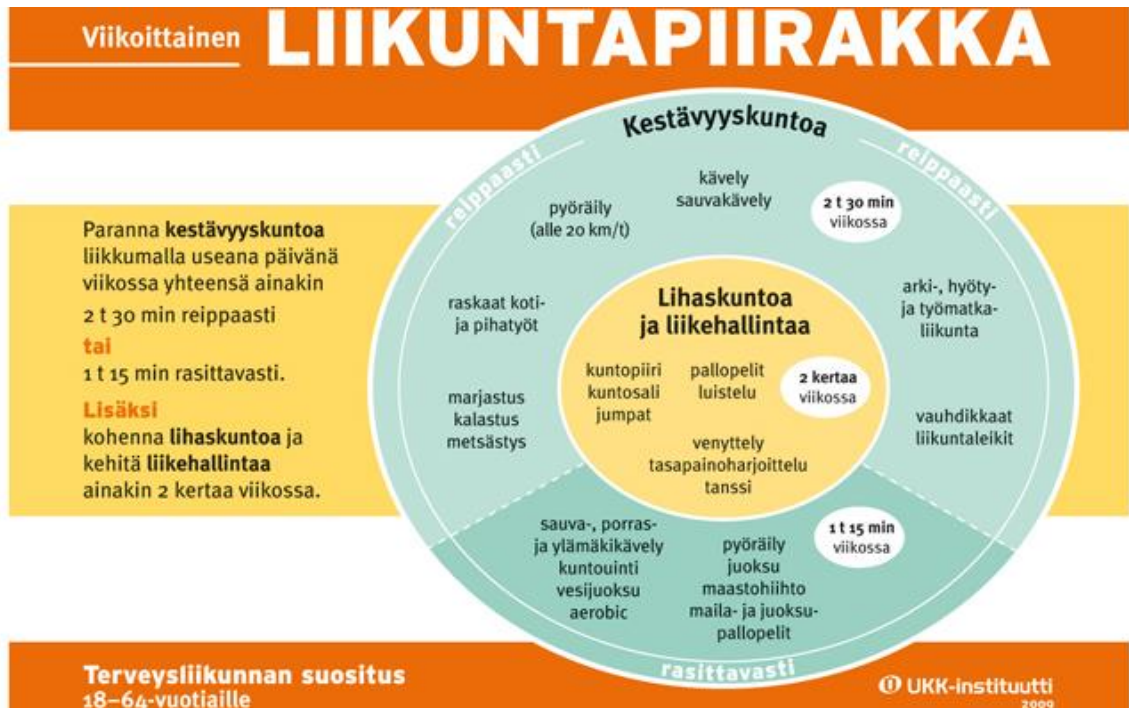 Viikoittainen LIIKUNTAPIIRAKKA
Paranna kestävyyskuntoa
liikkumalla useana päivänä
viikossa yhteensä ainakin
2 t 30 min reippaasti
tai
1 t 15 min rasittavasti.
Lisäksi
kohenna lihaskuntoa ja
kehitä liikehallintaa
ainakin 2 kertaa viikossa.
Kestävyyskuntoa
reippaasti
reippaasti
kävely
sauvakävely
2 t 30 min
viikossa
pyöräily
(alle 20 km/t)
raskaat koti-
ja pihatyöt
marjastus
kalastus
metsästys
arki-, hyöty-
ja työmatka-
liikunta
vauhdikkaat
liikuntaleikit
Lihaskuntoa
ja liikehallintaa
kuntopiiri
kuntosali
jumpat
pallopelit
luistelu
2 kertaa
viikossa
venyttely
tasapainoharjoittelu
tanssi
sauva-, porras-
ja ylämäkikävely
kuntouinti
vesijuoksu
aerobic
pyöräily
juoksu
maastohiihto
maila- ja juoksu-
pallopelit
1 t 15 min
viikossa
rasittavasti
Terveysliikunnan suositus
18–64-vuotiaille
UKK-instituutti
2009